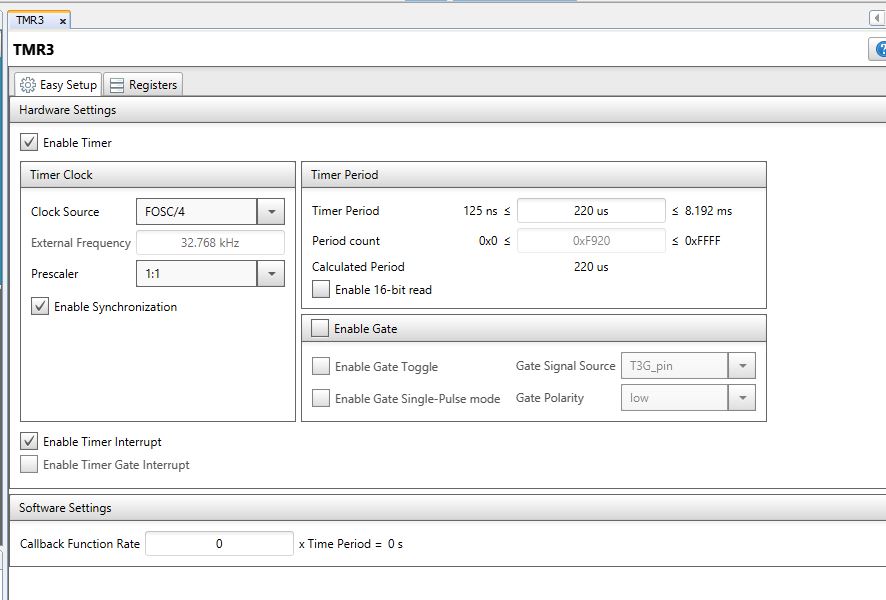 TMR3 x
TMR3
Easy Setup Registers
Hardware Settings
Enable Timer
Timer Clock
Clock Source FOSC/4
External Frequency 32.768 kHz
Prescaler 1:1
Enable Synchronization
Timer Period
Timer Period 125 ns ≤ 220 us ≤ 8.192 ms
Period count 0x0 ≤ 0xF920 ≤ 0xFFFF
Calculated Period 220 us
Enable 16-bit read
Enable Gate
Enable Gate Toggle Gate Signal Source T3G_pin
Enable Gate Single-Pulse mode Gate Polarity low
Enable Timer Interrupt
Enable Timer Gate Interrupt
Software Settings
Callback Function Rate 0 x Time Period = 0 s